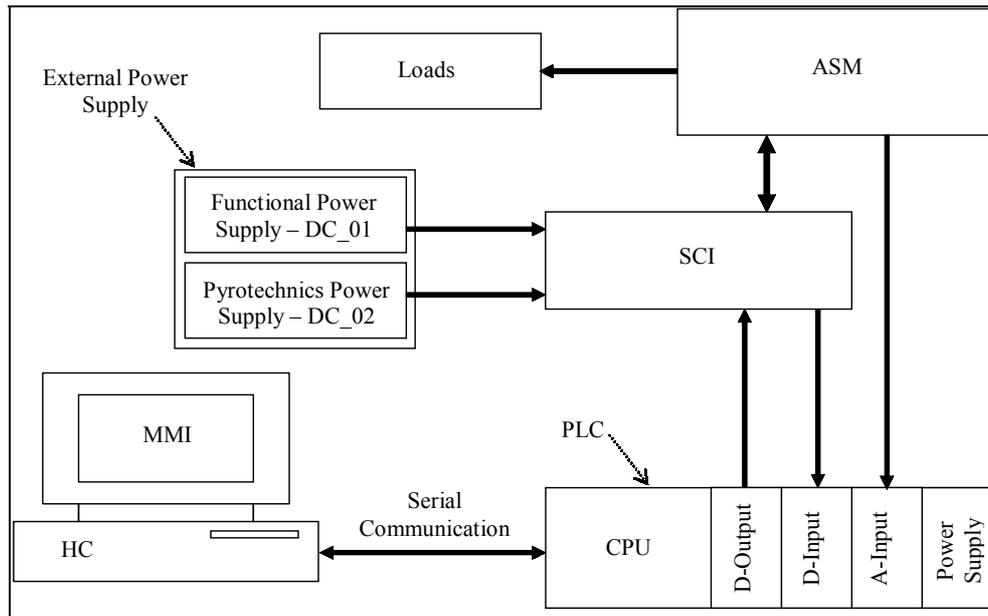 Loads
ASM
External Power
Supply
Functional Power
Supply – DC_01
Pyrotechnics Power
Supply – DC_02
SCI
MMI
HC
Serial
Communication
PLC
CPU
D-Output
D-Input
A-Input
Power
Supply